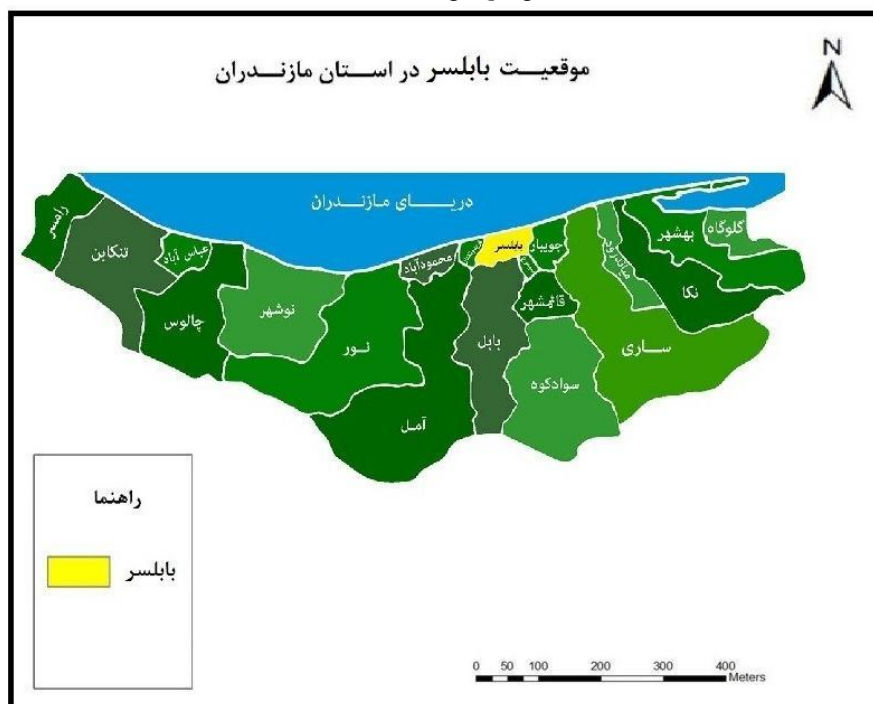 موقعیت بابلسر در استان مازندران
N
دریای مازندران
رامسر
تنکابن
عباس آباد
چالوس
نوشهر
نور
محمودآباد
آمل
بابلسر
بابل
جویبار
قائمشهر
سوادکوه
ساری
میاندرود
نکا
بهشهر
گلوگاه
راهنما
بابلسر
0 50 100 200 300 400
Meters